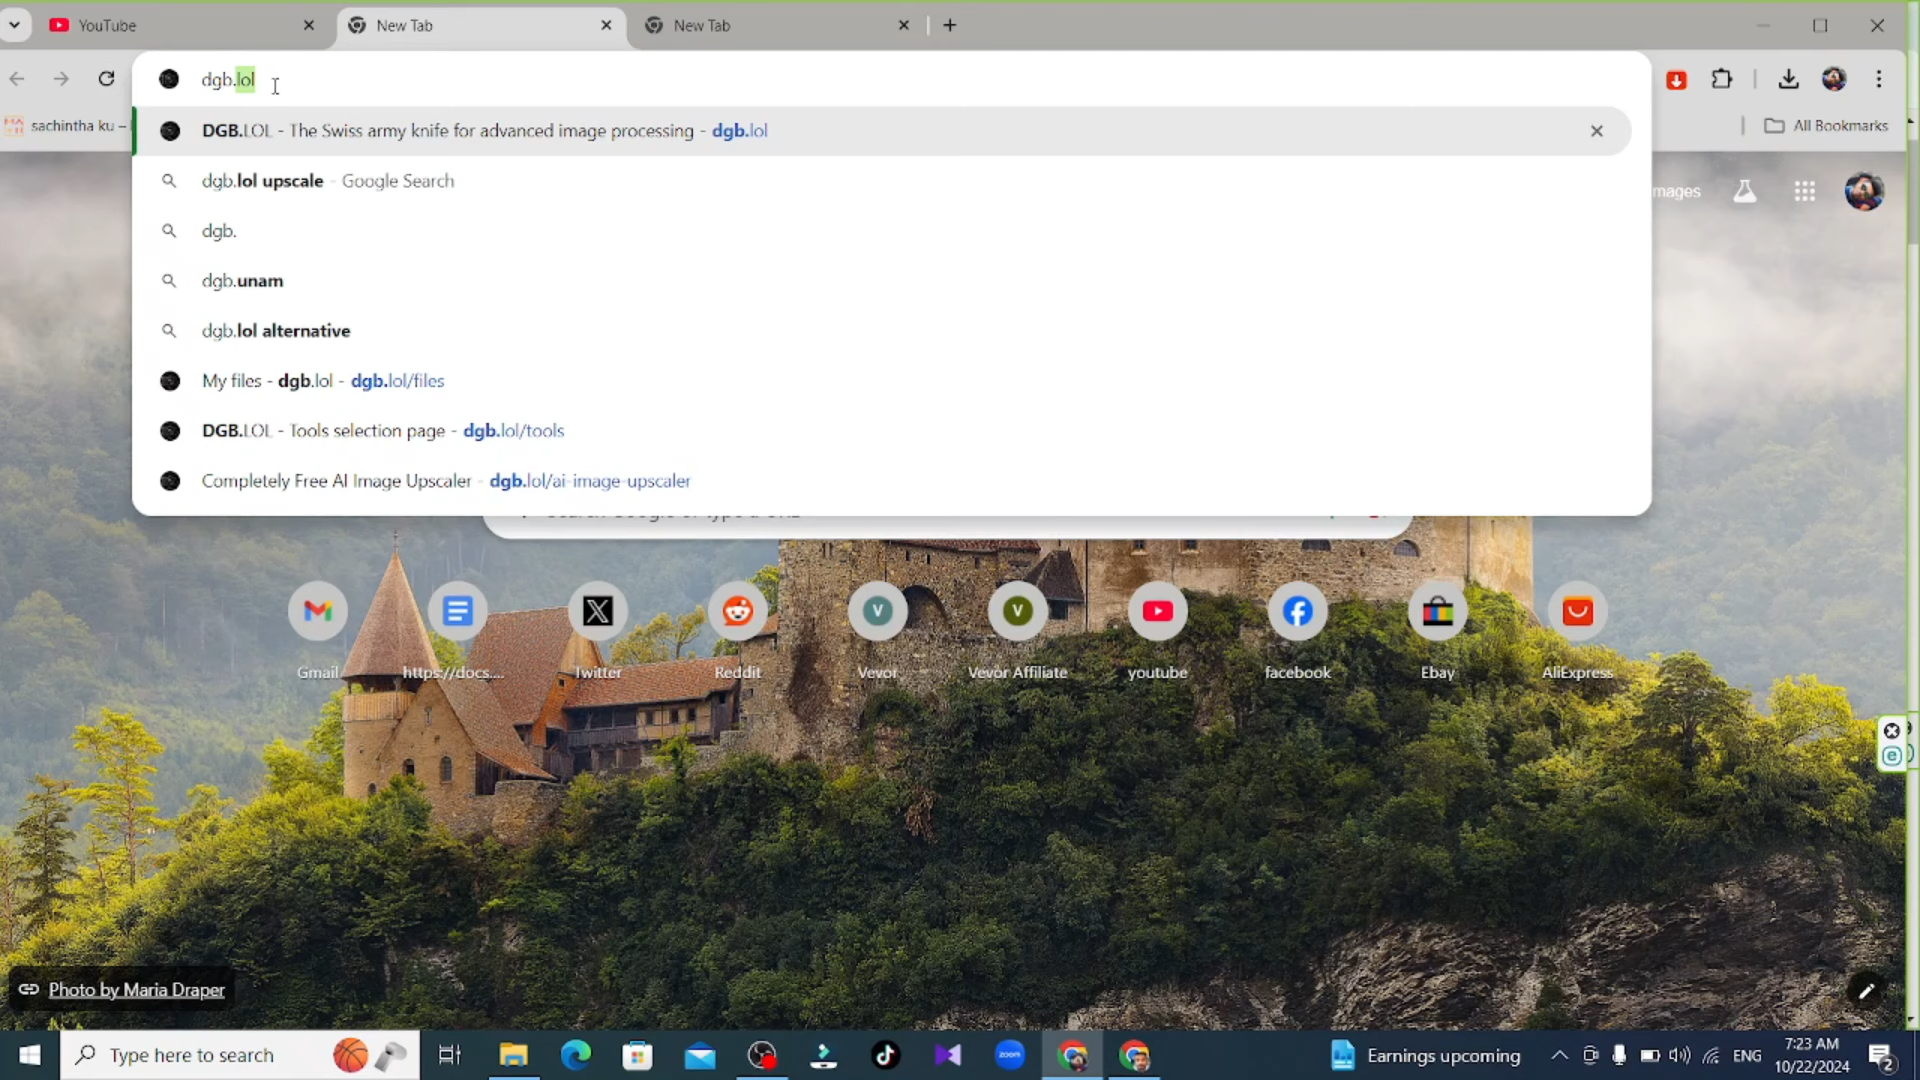 YouTube
New Tab
New Tab
dgb.lol
sachintha ku –
All Bookmarks
DGB.LOL - The Swiss army knife for advanced image processing - dgb.lol
dgb.lol upscale - Google Search
dgb.
dgb.unam
dgb.lol alternative
My files - dgb.lol - dgb.lol/files
DGB.LOL - Tools selection page - dgb.lol/tools
Completely Free AI Image Upscaler - dgb.lol/ai-image-upscaler
mages
Gmail
https://docs....
Twitter
Reddit
Vevor
Vevor Affiliate
youtube
facebook
Ebay
AliExpress
Photo by Maria Draper
Type here to search
zoom
Earnings upcoming
ENG
7:23 AM
10/22/2024
2